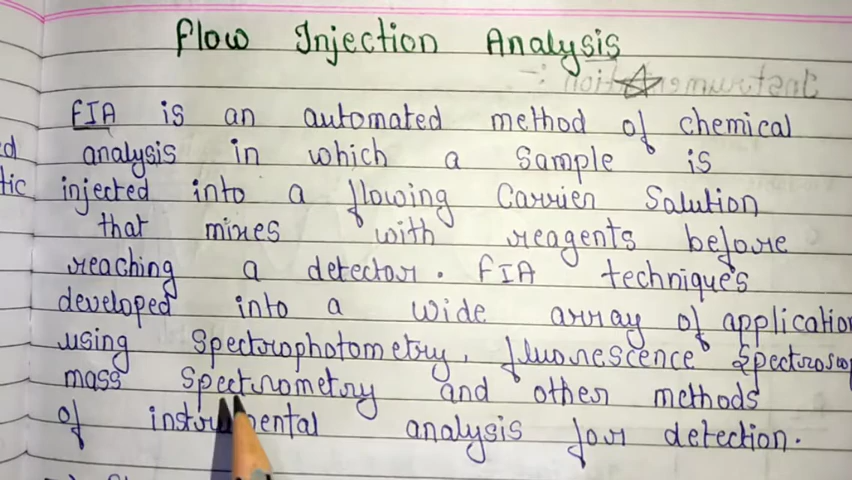 Flow Injection Analysis
FIA is an automated method of chemical
analysis in which a Sample is
injected into a flowing Carrier Salution
that mixes with reagents before
reaching a detector. FIA technique's
developed into a wide array of application
using Spectrophotometry, fluorescence Spectroscop
mass Spectrometry and other methods
of instrumental analysis for detection.